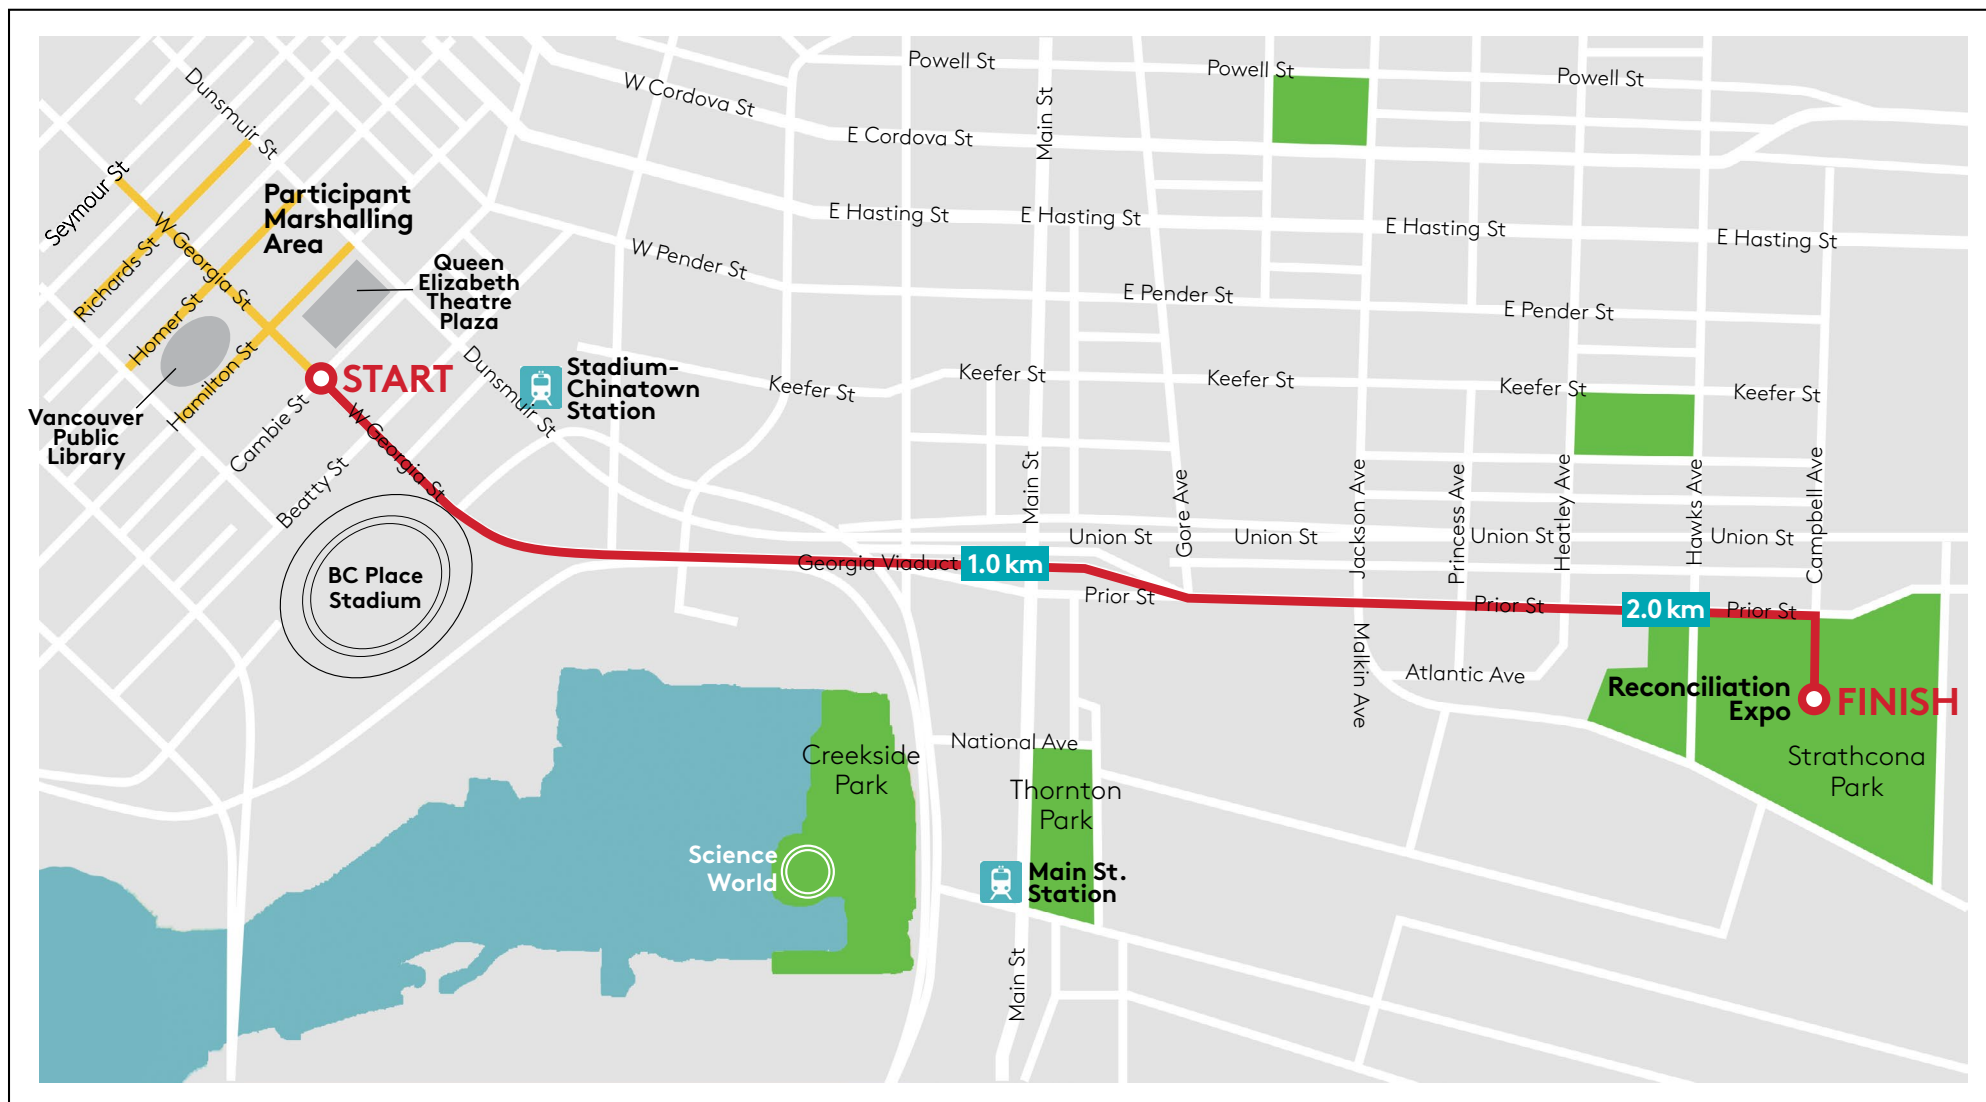 Powell St
Powell St
Powell St
Dunsmuir St
W Cordova St
Main St
E Cordova St
Seymour St
Participant
Marshalling
Area
W Georgia St
E Hasting St
E Hasting St
E Hasting St
E Hasting St
Richards St
Queen
Elizabeth
Theatre
Plaza
W Pender St
E Pender St
E Pender St
Homer St
Hamilton St
START
Dunsmuir St
Stadium-
Chinatown
Station
Keefer St
Keefer St
Keefer St
Keefer St
Keefer St
Vancouver
Public
Library
Cambie St
W Georgia St
Beatty St
Main St
Gore Ave
Jackson Ave
Princess Ave
Heatley Ave
Hawks Ave
Campbell Ave
Union St
Union St
Union St
Union St
BC Place
Stadium
Georgia Viaduct
1.0 km
Prior St
Prior St
2.0 km
Prior St
Malkin Ave
Atlantic Ave
Reconciliation
Expo
FINISH
Strathcona
Park
National Ave
Creekside
Park
Thornton
Park
Science
World
Main St.
Station
Main St